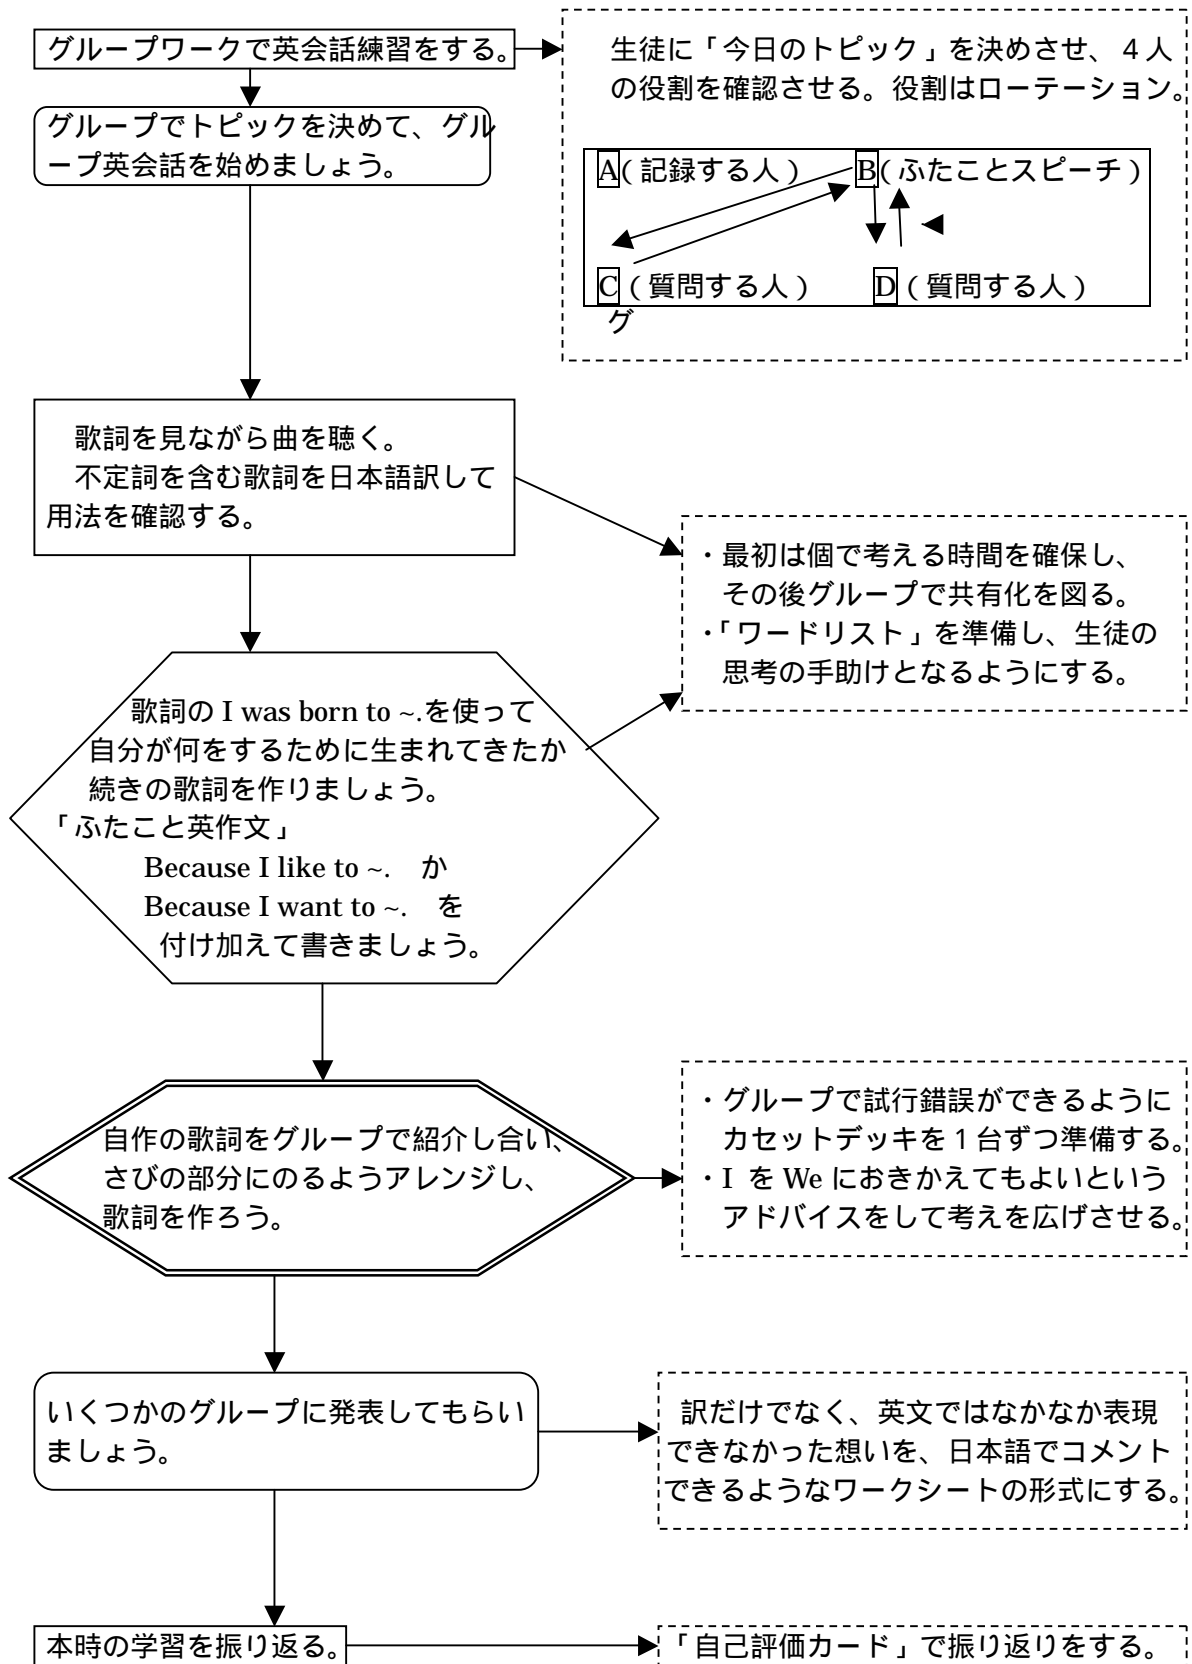 グループワークで英会話練習をする。
グループでトピックを決めて、グル
ープ英会話を始めましょう。
生徒に「今日のトピック」を決めさせ、４人
の役割を確認させる。役割はローテーション。
A(記録する人) B(ふたことスピーチ)
C(質問する人) D(質問する人)
グ
歌詞を見ながら曲を聴く。
不定詞を含む歌詞を日本語訳して
用法を確認する。
・最初は個で考える時間を確保し、
その後グループで共有化を図る。
・「ワードリスト」を準備し、生徒の
思考の手助けとなるようにする。
歌詞の I was born to ~.を使って
自分が何をするために生まれてきたか
続きの歌詞を作りましょう。
「ふたこと英作文」
Because I like to ~. か
Because I want to ~. を
付け加えて書きましょう。
自作の歌詞をグループで紹介し合い、
さびの部分にのるようアレンジし、
歌詞を作ろう。
・グループで試行錯誤ができるように
カセットデッキを１台ずつ準備する。
・I を We におきかえてもよいという
アドバイスをして考えを広げさせる。
いくつかのグループに発表してもらい
ましょう。
訳だけでなく、英文ではなかなか表現
できなかった想いを、日本語でコメント
できるようなワークシートの形式にする。
本時の学習を振り返る。
「自己評価カード」で振り返りをする。